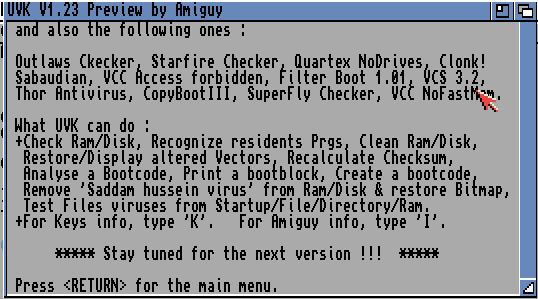 UVK V1.23 Preview by Amiguy
and also the following ones :
Outlaws Ckecker, Starfire Checker, Quartex NoDrives, Clonk!
Sabaudian, VCC Access forbidden, Filter Boot 1.01, VCS 3.2,
Thor Antivirus, CopyBootIII, SuperFly Checker, VCC NoFastMem.
What UVK can do :
+Check Ram/Disk, Recognize residents Prgs, Clean Ram/Disk,
Restore/Display altered Vectors, Recalculate Checksum,
Analyse a Bootcode, Print a bootblock, Create a bootcode,
Remove 'Saddam hussein virus' from Ram/Disk & restore Bitmap,
Test Files viruses from Startup/File/Directory/Ram.
+For Keys info, type 'K'.   For Amiguy info, type 'I'.
***** Stay tuned for the next version !!!  *****
Press <RETURN> for the main menu.